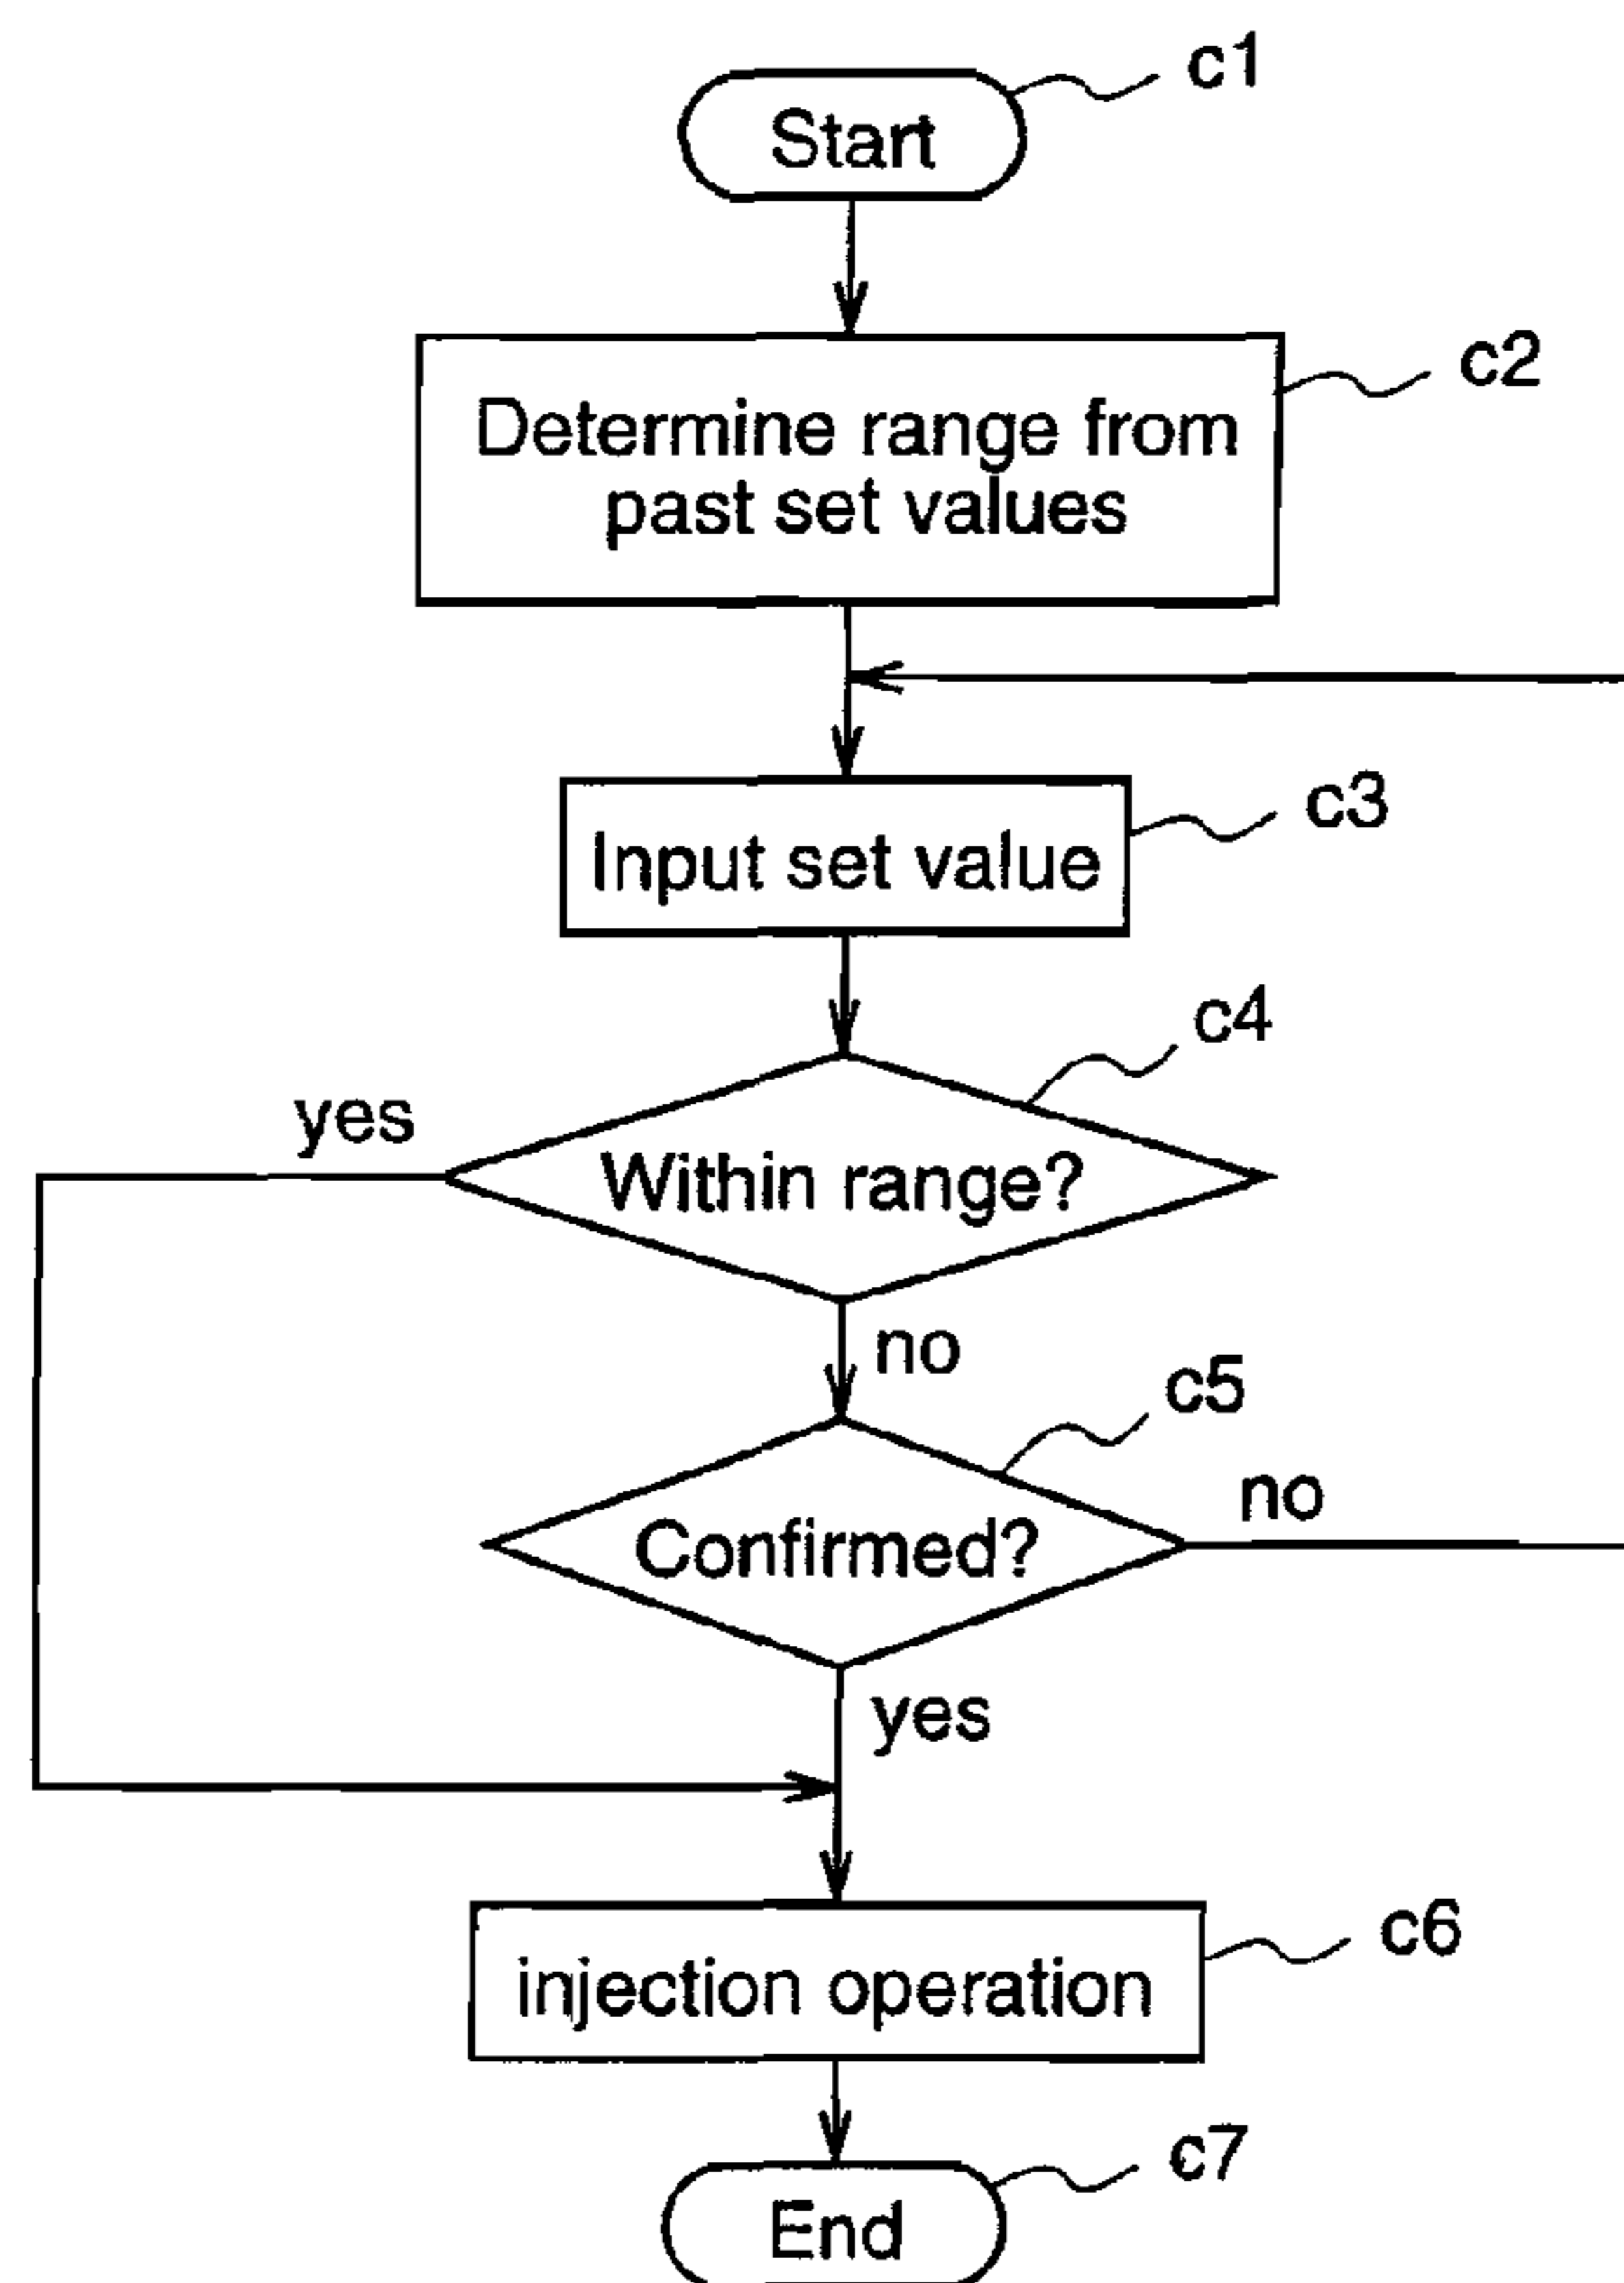 c1
Start
c2
Determine range from
past set values
c3
Input set value
c4
yes
Within range?
no
c5
no
Confirmed?
yes
c6
injection operation
c7
End